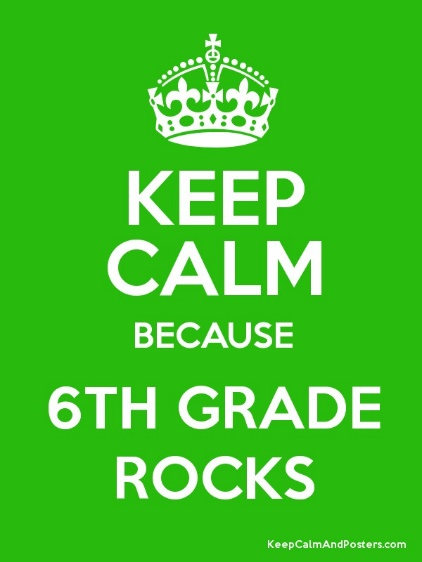 KEEP
CALM
BECAUSE
6TH GRADE
ROCKS
KeepCalmAndPosters.com